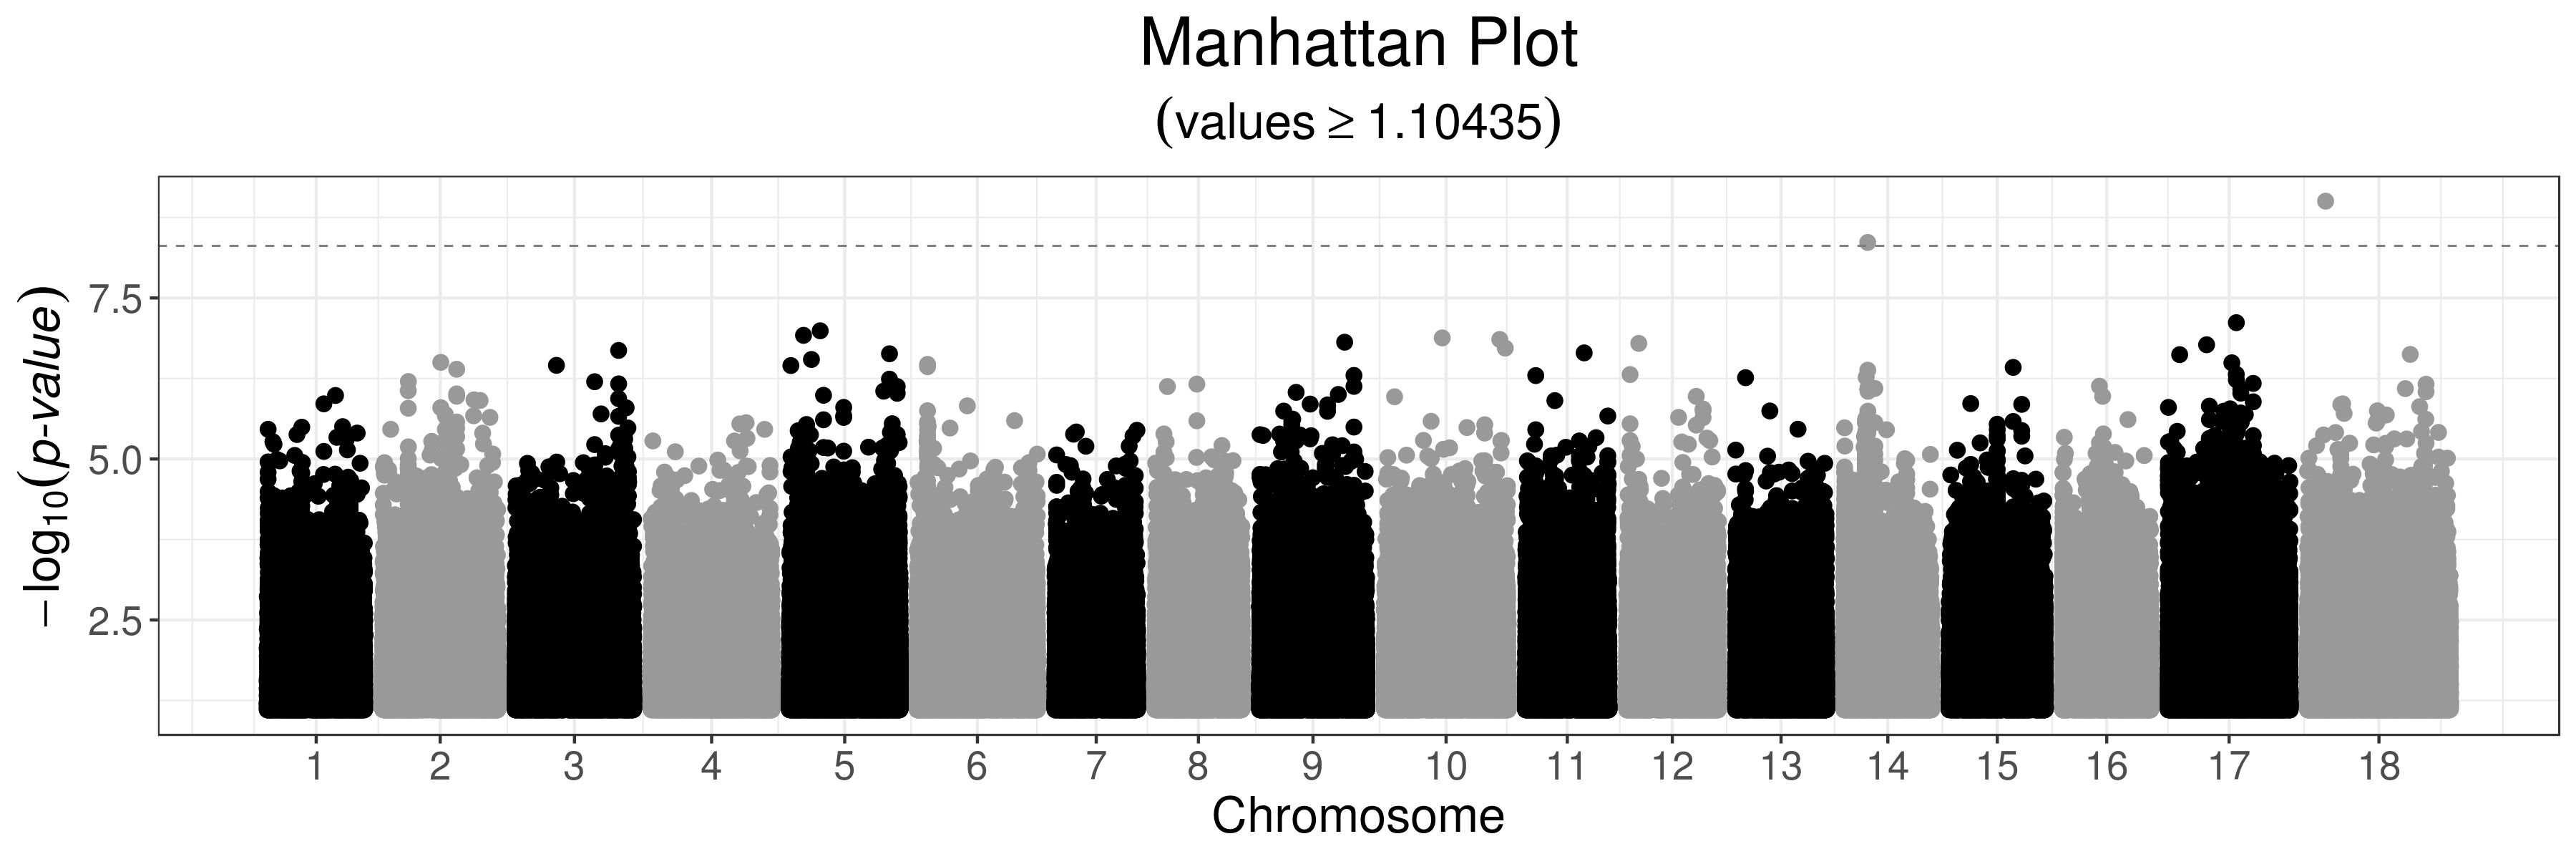 Manhattan Plot
(values ≥ 1.10435)
−log10(p-value)
7.5
5.0
2.5
1 2 3 4 5 6 7 8 9 10 11 12 13 14 15 16 17 18
Chromosome